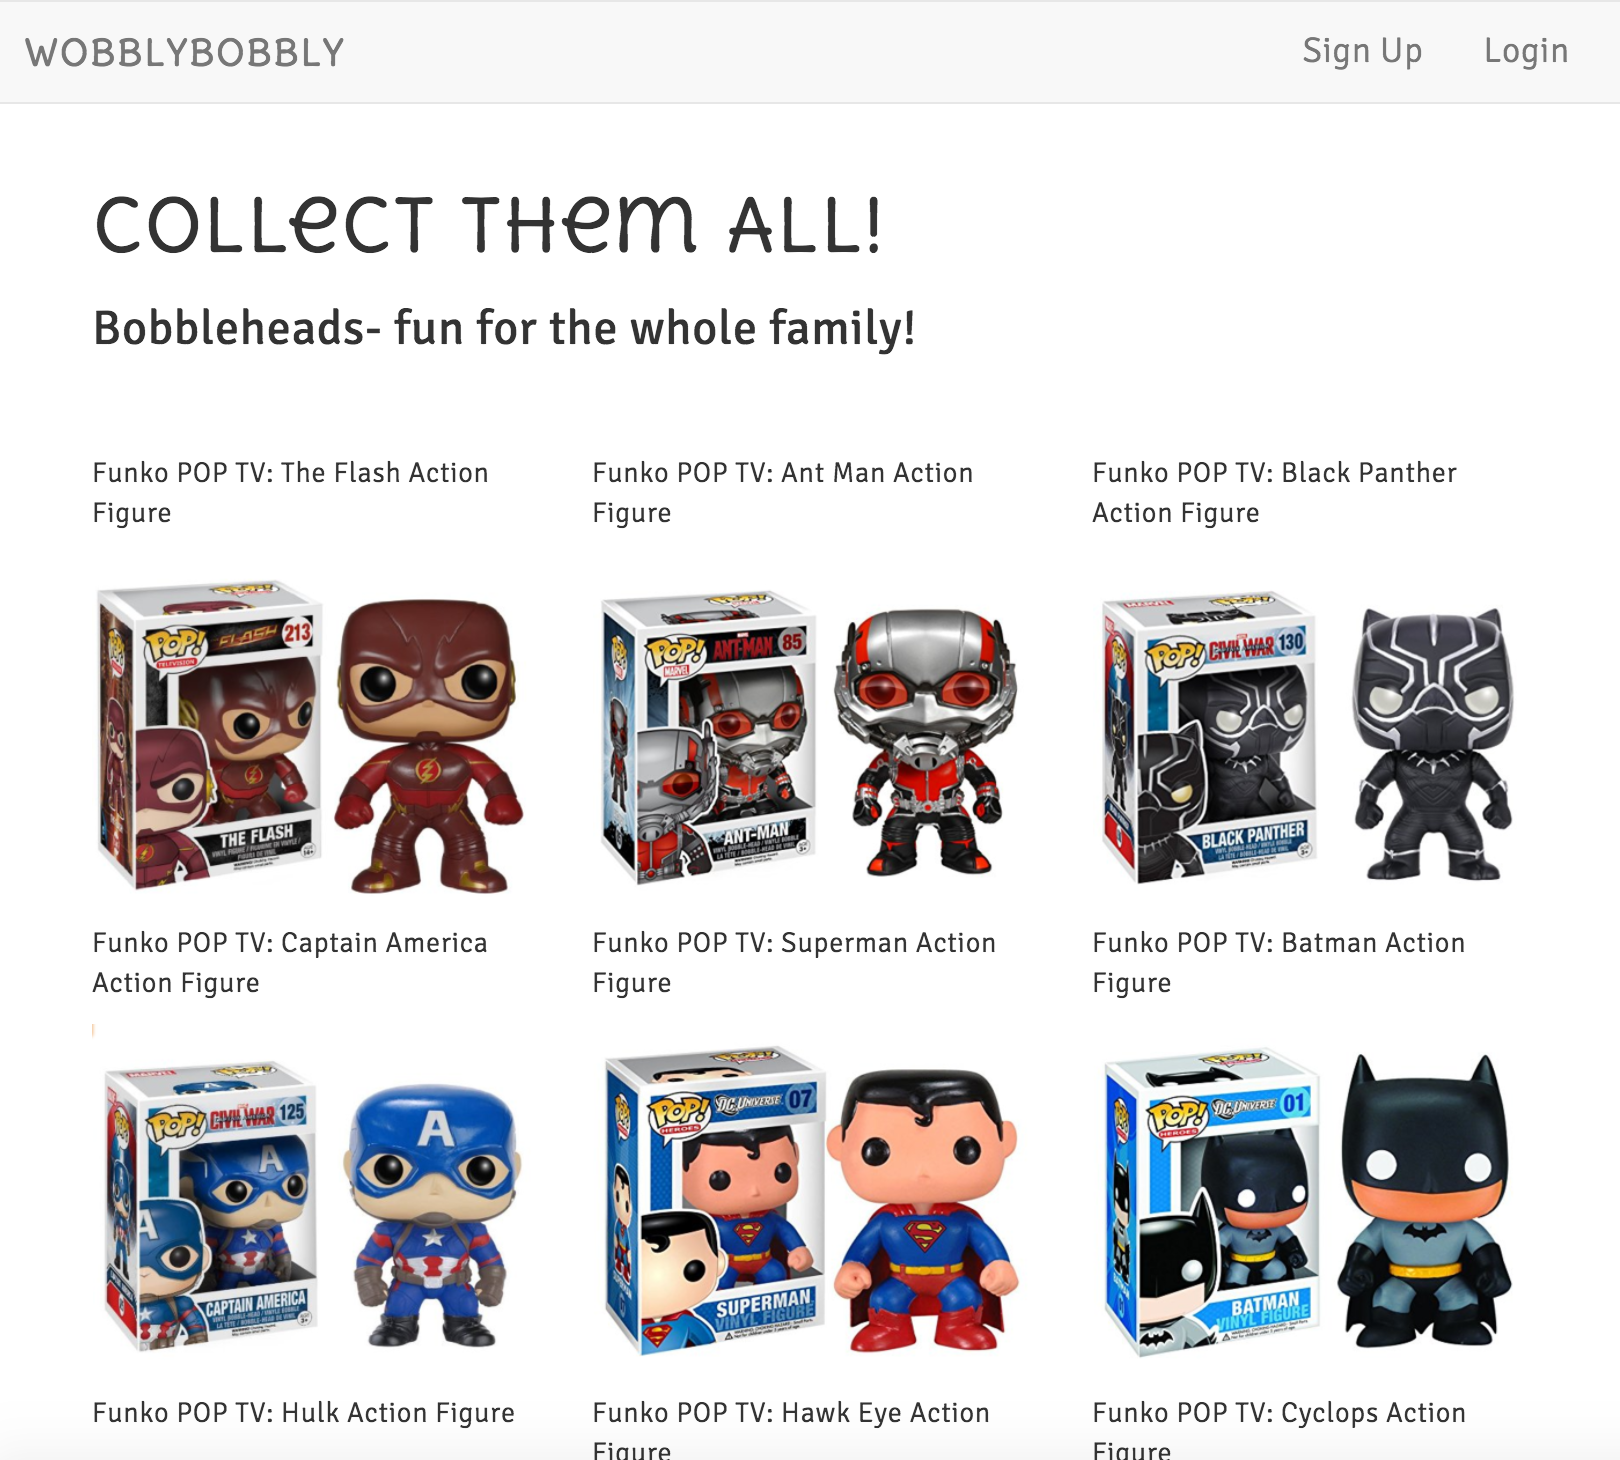 WOBBLYBOBBLY
Sign Up
Login
COLLeCT THem ALL!
Bobbleheads- fun for the whole family!
Funko POP TV: The Flash Action
Figure
Funko POP TV: Ant Man Action
Figure
Funko POP TV: Black Panther
Action Figure
POP!
TELEVISION
FLASH
213
THE FLASH
POP!
MARVEL
ANT-MAN
85
ANT-MAN
MARVEL
POP!
CIVIL WAR
130
BLACK PANTHER
Funko POP TV: Captain America
Action Figure
Funko POP TV: Superman Action
Figure
Funko POP TV: Batman Action
Figure
MARVEL
POP!
CIVIL WAR
125
A
CAPTAIN AMERICA
POP!
HEROES
DC UNIVERSE
07
SUPERMAN
VINYL FIGURE
POP!
HEROES
DC UNIVERSE
01
BATMAN
VINYL FIGURE
Funko POP TV: Hulk Action Figure
Funko POP TV: Hawk Eye Action
Figure
Funko POP TV: Cyclops Action
Figure